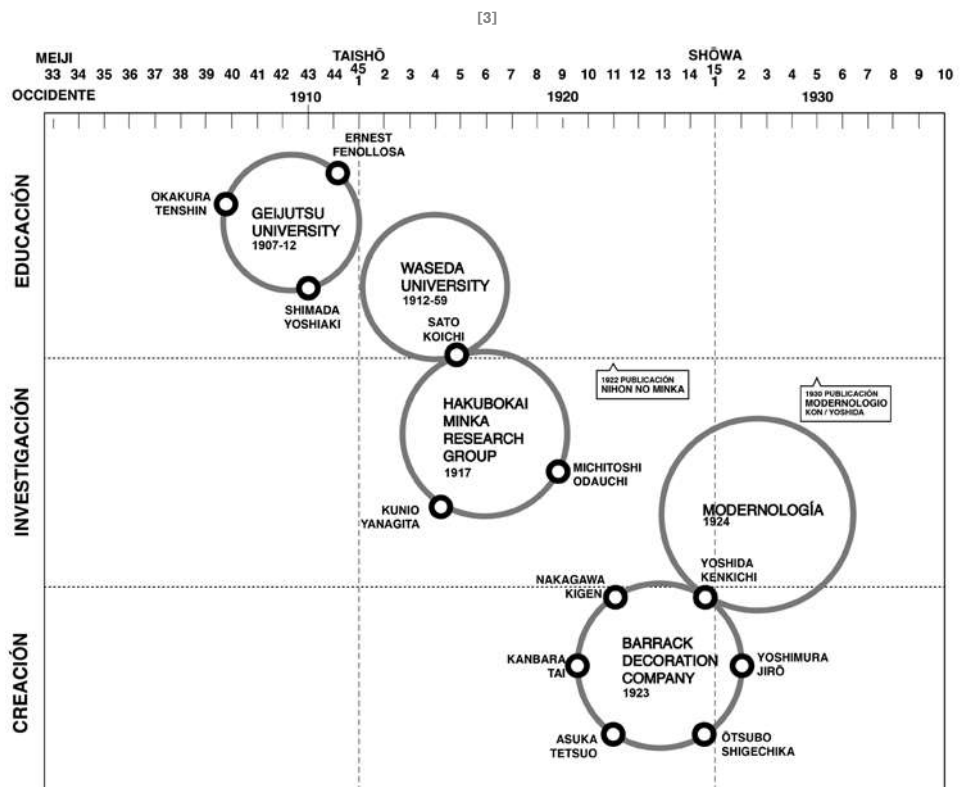 [3]
MEIJI TAISHŌ SHŌWA
33 34 35 36 37 38 39 40 41 42 43 44 45 1 2 3 4 5 6 7 8 9 10 11 12 13 14 15 1 2 3 4 5 6 7 8 9 10
OCCIDENTE 1910 1920 1930
EDUCACIÓN
ERNEST
FENOLLOSA
OKAKURA
TENSHIN
GEIJUTSU
UNIVERSITY
1907-12
SHIMADA
YOSHIAKI
WASEDA
UNIVERSITY
1912-59
SATO
KOICHI
INVESTIGACIÓN
1922 PUBLICACIÓN
NIHON NO MINKA
1930 PUBLICACIÓN
MODERNOLOGIO
KON / YOSHIDA
HAKUBOKAI
MINKA
RESEARCH
GROUP
1917
MICHITOSHI
ODAUCHI
KUNIO
YANAGITA
MODERNOLOGÍA
1924
YOSHIDA
KENKICHI
CREACIÓN
NAKAGAWA
KIGEN
KANBARA
TAI
BARRACK
DECORATION
COMPANY
1923
YOSHIMURA
JIRŌ
ASUKA
TETSUO
ŌTSUBO
SHIGECHIKA